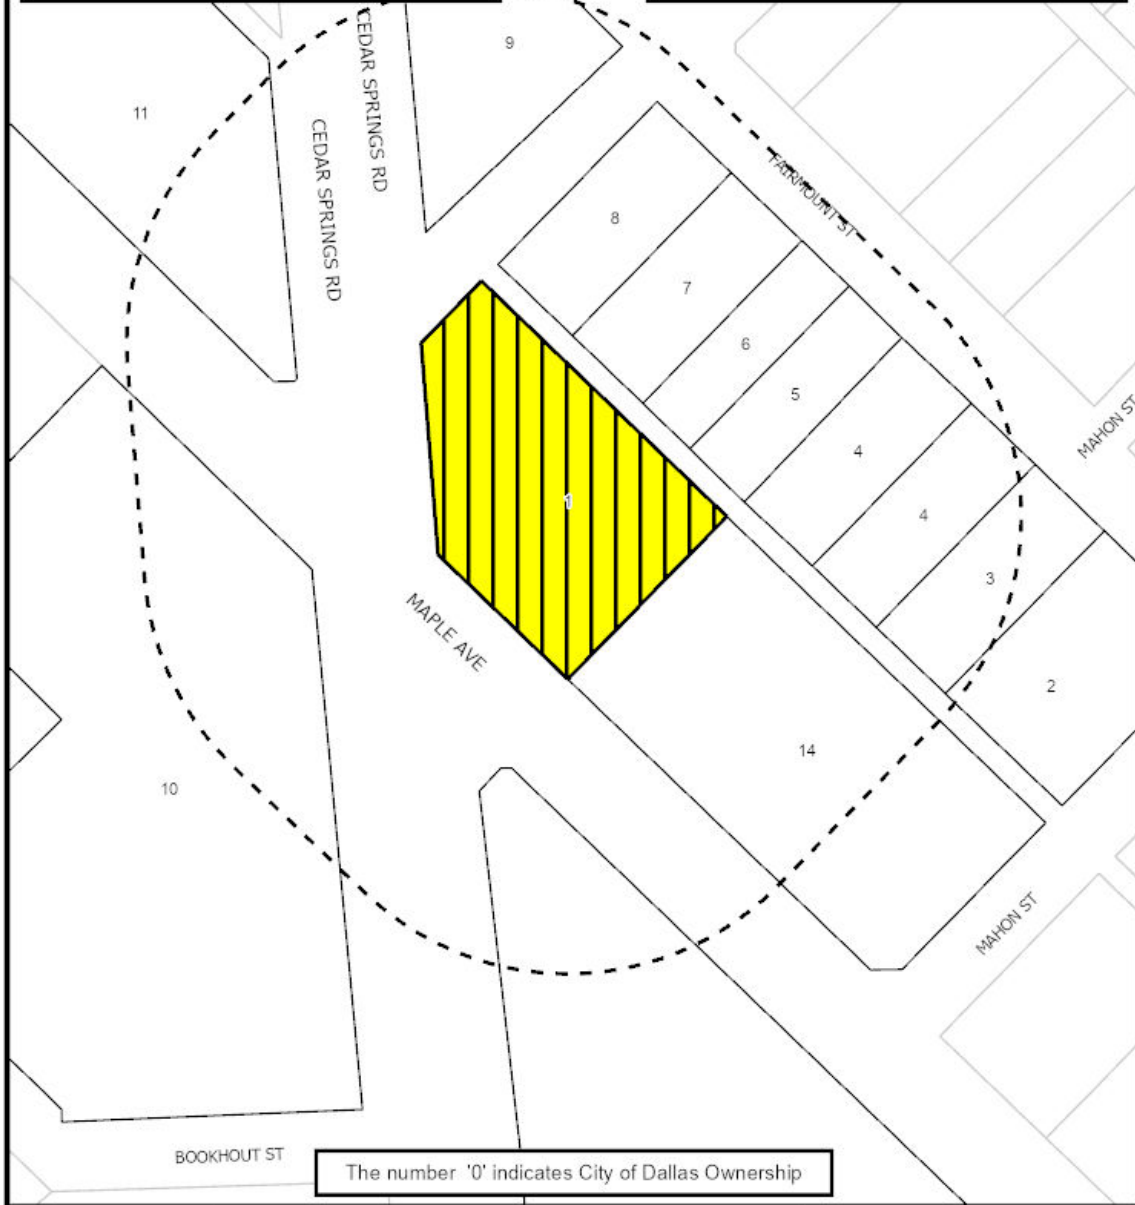 CEDAR SPRINGS RD
9
11
CEDAR SPRINGS RD
FAIRMOUNT ST
8
7
6
5
4
MAHON ST
1
4
3
MAPLE AVE
2
14
10
MAHON ST
BOOKHOUT ST
The number '0' indicates City of Dallas Ownership